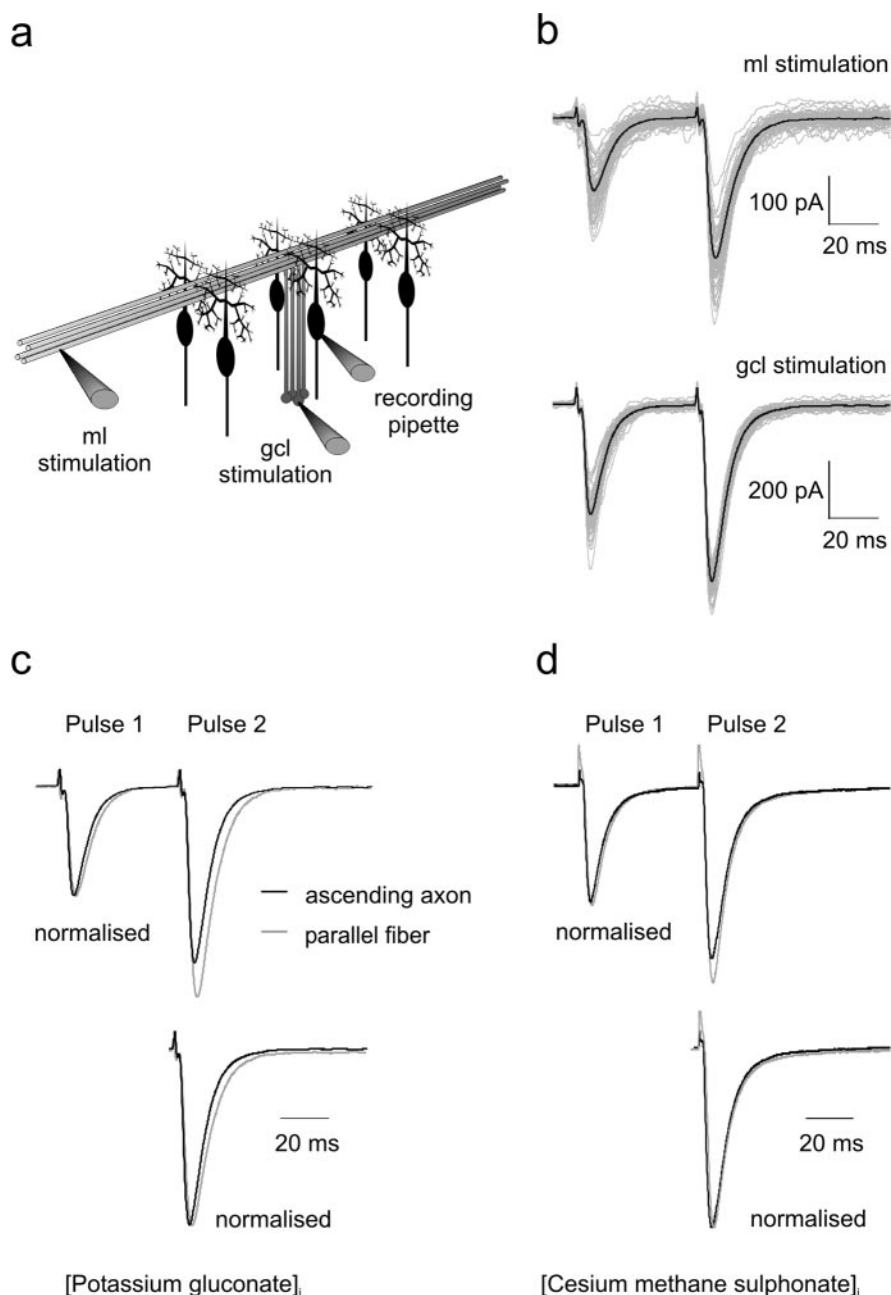 a
ml
stimulation
gcl
stimulation
recording
pipette
b
ml stimulation
100 pA
20 ms
gcl stimulation
200 pA
20 ms
c
Pulse 1
Pulse 2
normalised
ascending axon
parallel fiber
20 ms
normalised
[Potassium gluconate]i
d
Pulse 1
Pulse 2
normalised
20 ms
normalised
[Cesium methane sulphonate]i